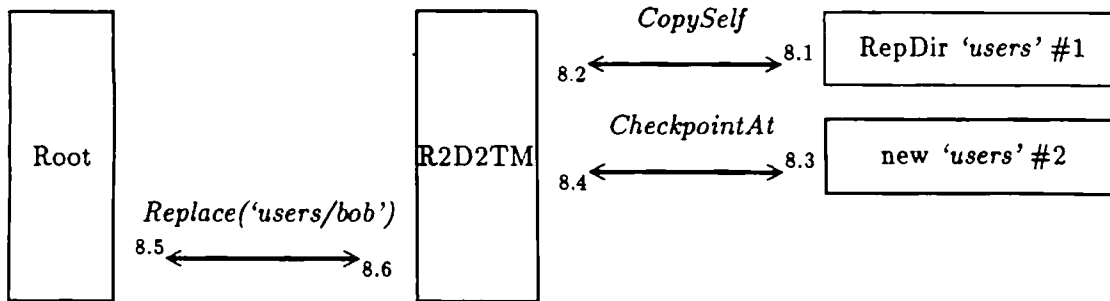 CopySelf
8.2
8.1
RepDir ‘users’ #1
CheckpointAt
Root
R2D2TM
8.4
8.3
new ‘users’ #2
Replace(‘users/bob’)
8.5
8.6